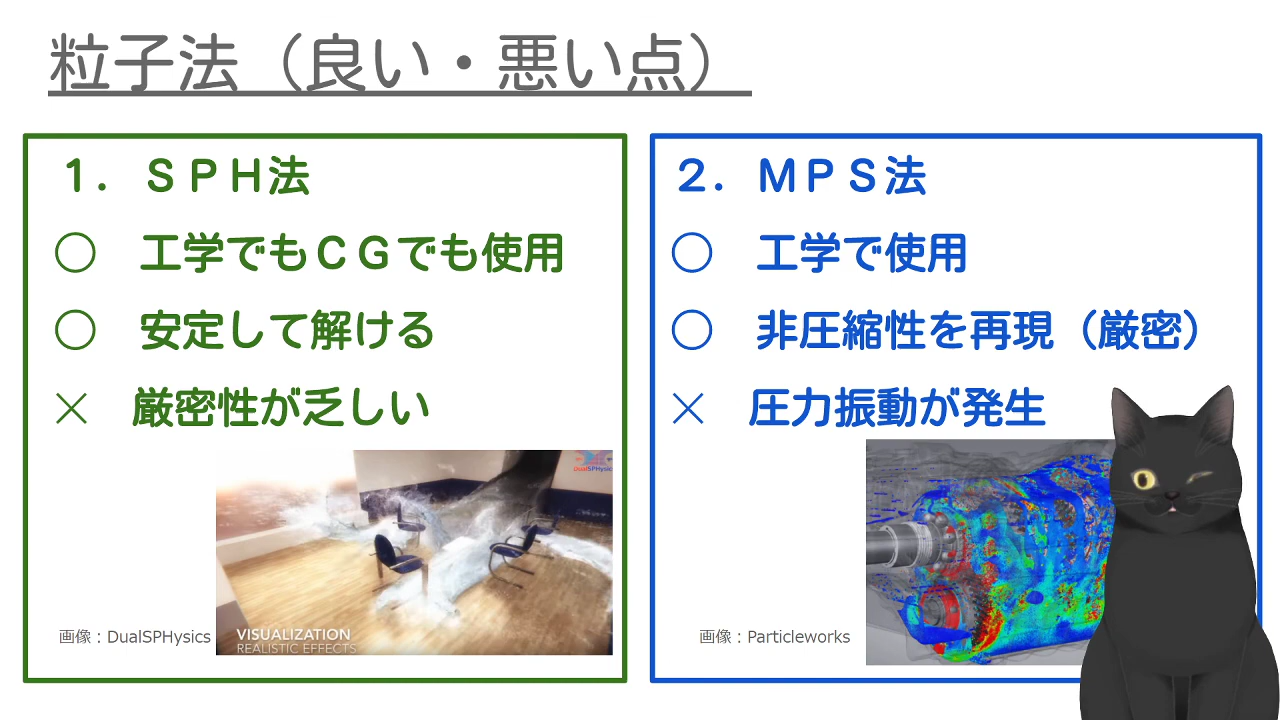 粒子法（良い・悪い点）
１．ＳＰＨ法
○　工学でもＣＧでも使用
○　安定して解ける
×　厳密性が乏しい
DualSPHysics
VISUALIZATION
REALISTIC EFFECTS
画像：DualSPHysics
２．ＭＰＳ法
○　工学で使用
○　非圧縮性を再現（厳密）
×　圧力振動が発生
画像：Particleworks